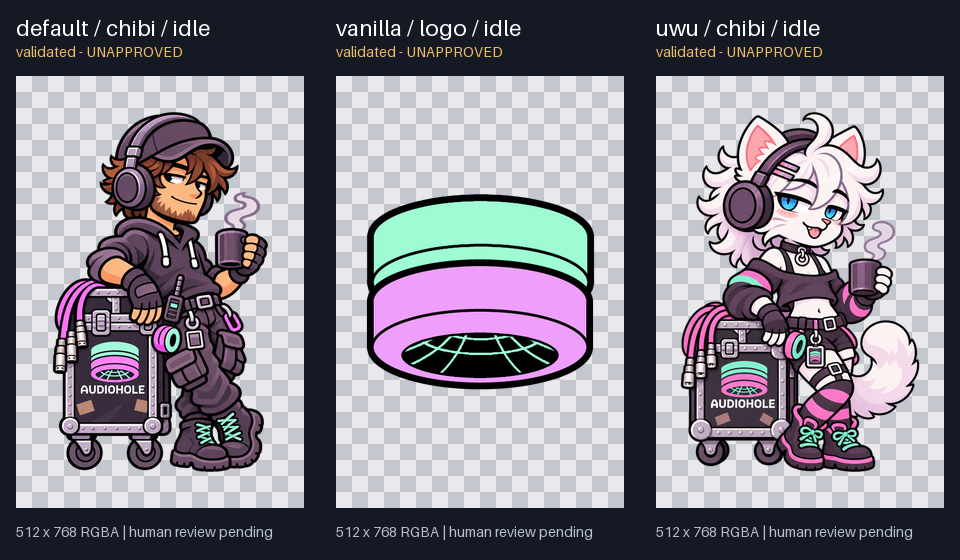 default / chibi / idle
validated - UNAPPROVED
AUDIOHOLE
512 x 768 RGBA | human review pending
vanilla / logo / idle
validated - UNAPPROVED
512 x 768 RGBA | human review pending
uwu / chibi / idle
validated - UNAPPROVED
AUDIOHOLE
512 x 768 RGBA | human review pending